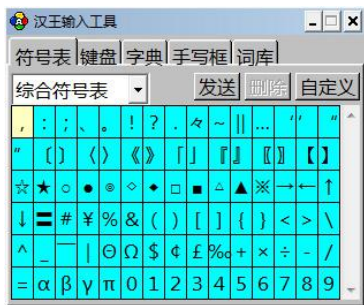 汉王输入工具
符号表 键盘 字典 手写框 词库
综合符号表 发送 删除 自定义
, : ; 、 。 ! ? . 々 ~ ‖ … ′ ″
″ 〔 〕 〈 〉 《 》 「 」 『 』 〖 〗 【 】
☆ ★ ○ ● ◎ ◇ ◆ □ ■ △ ▲ ※ → ← ↑
↓ 〓 # ¥ % & ( ) [ ] { } < > \
^ _ ￣ | Θ Ω $ ¢ £ ‰ + × ÷ - /
= α β γ π 0 1 2 3 4 5 6 7 8 9